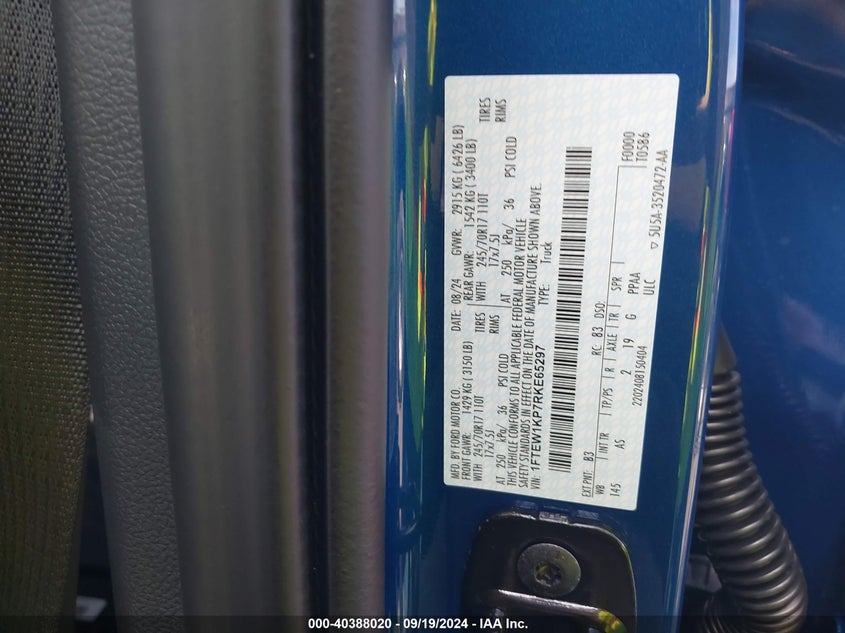 MFD. BY FORD MOTOR CO.
DATE: 08/24 GVWR: 2915 KG ( 6426 LB)
FRONT GAWR: 1429 KG ( 3150 LB) REAR GAWR: 1542 KG ( 3400 LB)
WITH 245/70R17 110T TIRES WITH 245/70R17 110T TIRES
17x7.5J RIMS 17x7.5J RIMS
AT 250 kPa/ 36 PSI COLD AT 250 kPa/ 36 PSI COLD
THIS VEHICLE CONFORMS TO ALL APPLICABLE FEDERAL MOTOR VEHICLE
SAFETY STANDARDS IN EFFECT ON THE DATE OF MANUFACTURE SHOWN ABOVE.
VIN: 1FTEW1KP7RKE65297 TYPE: Truck
F0000
T0586
EXT PNT: B3 RC: 83 DSO:
WB INT TR TP/PS R AXLE TR SPR
145 AS 2 19 G PPAA
2202408150404 ULC
5U5A-3520472-AA
000-40388020 - 09/19/2024 - IAA Inc.